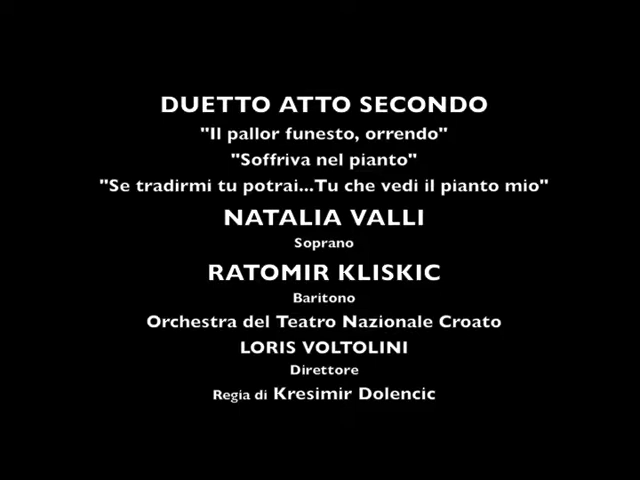 DUETTO ATTO SECONDO
"Il pallor funesto, orrendo"
"Soffriva nel pianto"
"Se tradirmi tu potrai...Tu che vedi il pianto mio"
NATALIA VALLI
Soprano
RATOMIR KLISKIC
Baritono
Orchestra del Teatro Nazionale Croato
LORIS VOLTOLINI
Direttore
Regia di Kresimir Dolencic